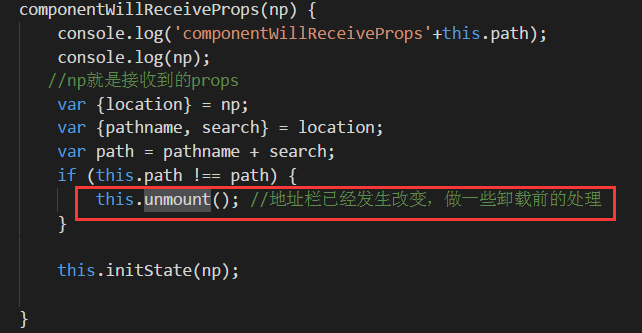 componentWillReceiveProps(np) {
console.log('componentWillReceiveProps'+this.path);
console.log(np);
//np就是接收到的props
var {location} = np;
var {pathname, search} = location;
var path = pathname + search;
if (this.path !== path) {
this.unmount(); //地址栏已经发生改变，做一些卸载前的处理
}
this.initState(np);
}